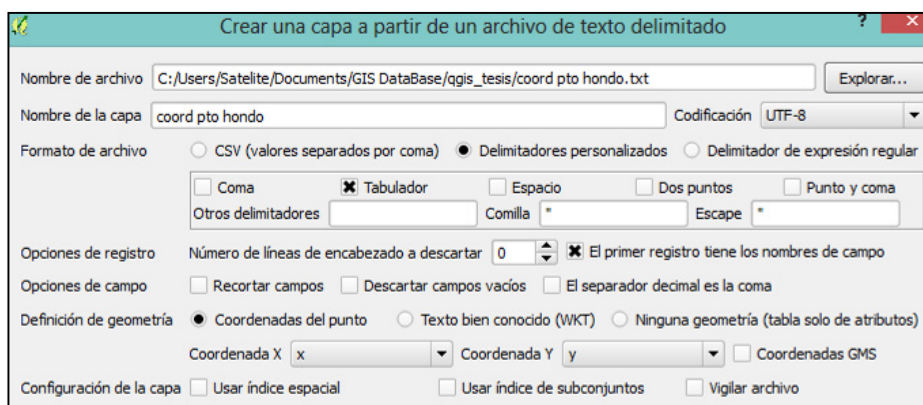 Crear una capa a partir de un archivo de texto delimitado ? ×
Nombre de archivo C:/Users/Satelite/Documents/GIS DataBase/qgis_tesis/coord pto hondo.txt Explorar...
Nombre de la capa coord pto hondo Codificación UTF-8
Formato de archivo CSV (valores separados por coma) Delimitadores personalizados Delimitador de expresión regular
Coma Tabulador Espacio Dos puntos Punto y coma
Otros delimitadores Comilla " Escape "
Opciones de registro Número de líneas de encabezado a descartar 0 El primer registro tiene los nombres de campo
Opciones de campo Recortar campos Descartar campos vacíos El separador decimal es la coma
Definición de geometría Coordenadas del punto Texto bien conocido (WKT) Ninguna geometría (tabla solo de atributos)
Coordenada X x Coordenada Y y Coordenadas GMS
Configuración de la capa Usar índice espacial Usar índice de subconjuntos Vigilar archivo